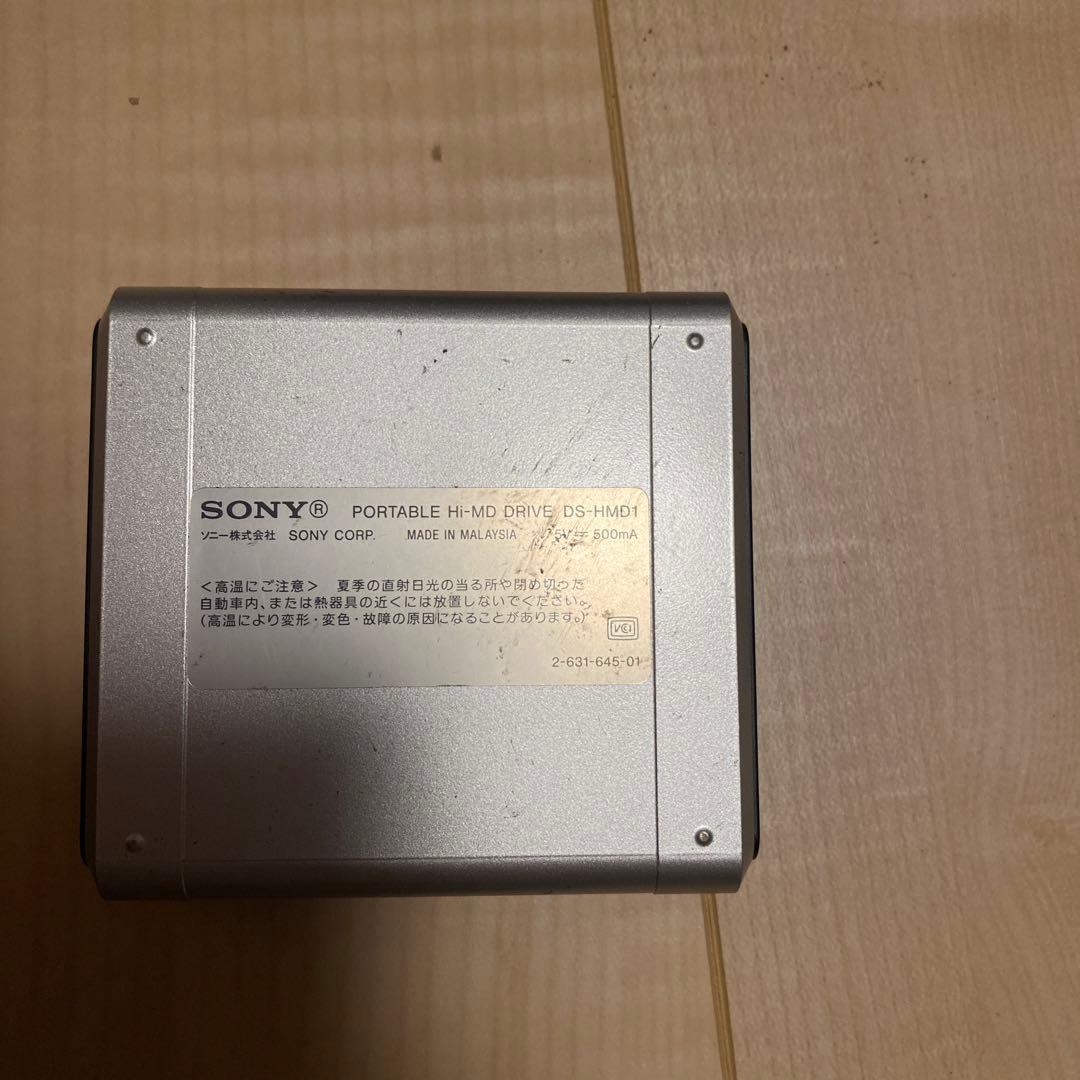 SONY® PORTABLE Hi-MD DRIVE DS-HMD1
ソニー株式会社 SONY CORP. MADE IN MALAYSIA 5V⎓500mA
<高温にご注意> 夏季の直射日光の当る所や閉め切った
自動車内、または熱器具の近くには放置しないでください。
(高温により変形・変色・故障の原因になることがあります。)
VCI
2-631-645-01